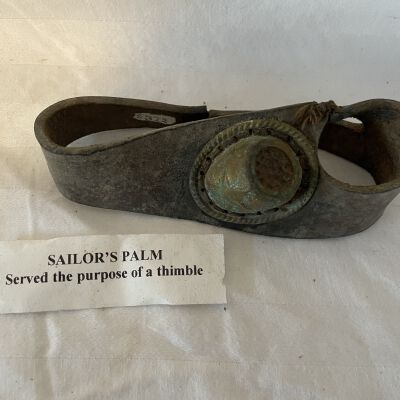 SAILOR'S PALM
Served the purpose of a thimble